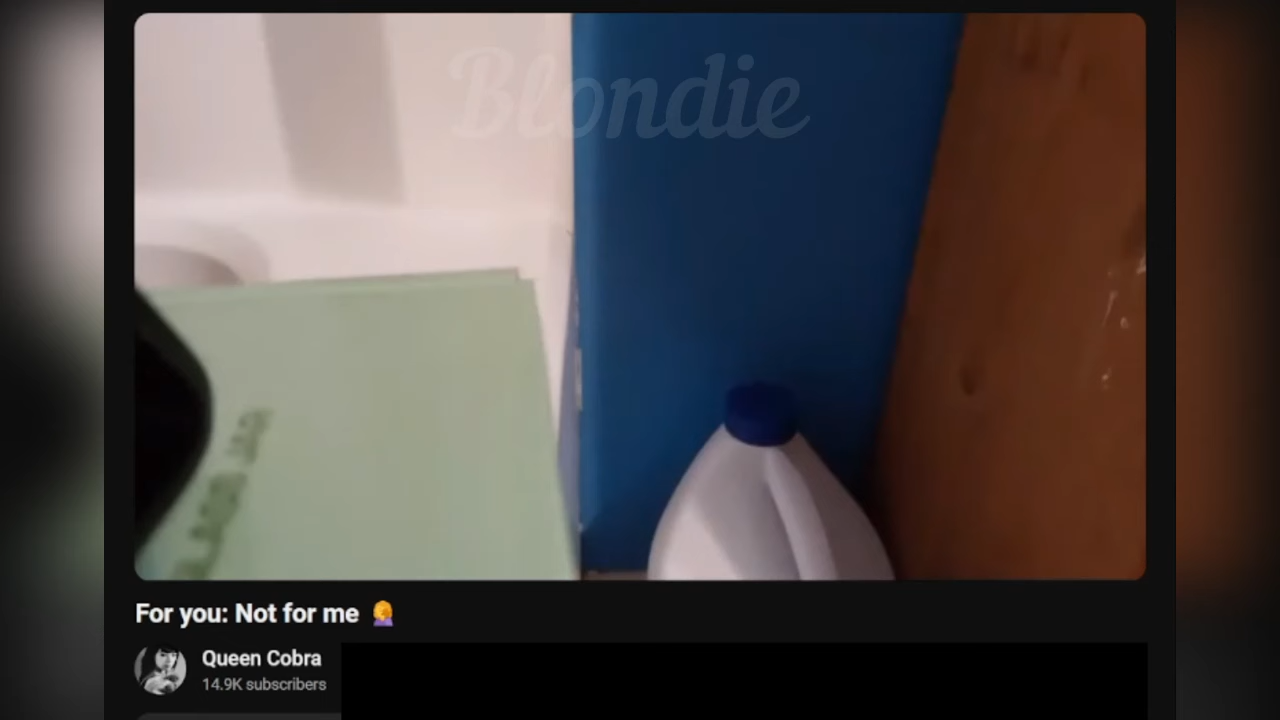 Blondie
For you: Not for me 🤦‍♀️
Queen Cobra
14.9K subscribers